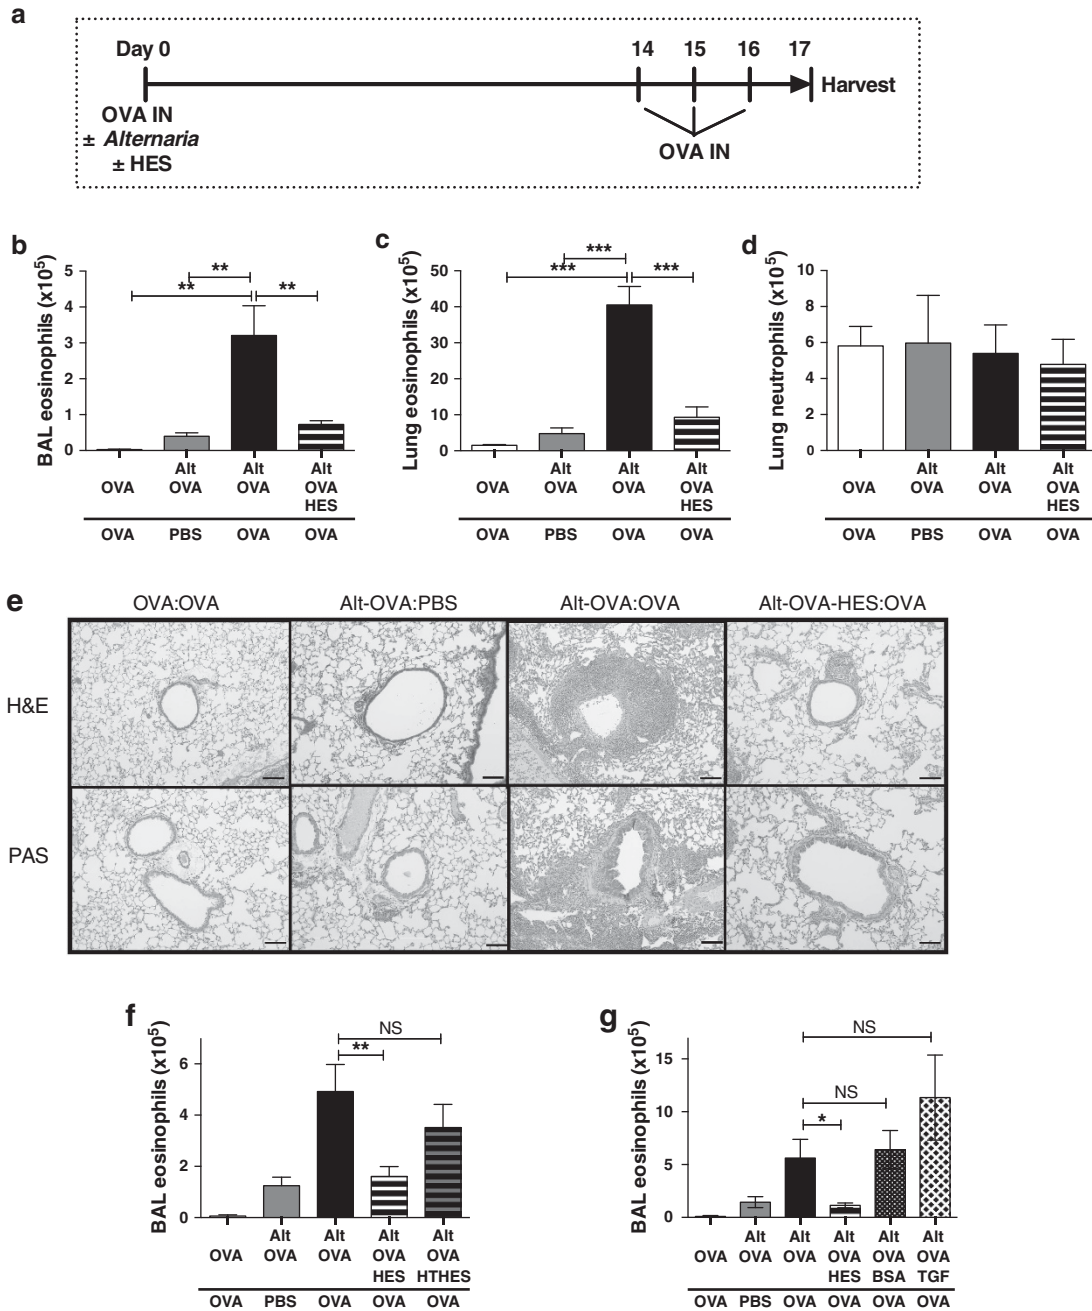 a
Day 0 14 15 16 17
Harvest
OVA IN
± Alternaria
± HES
OVA IN
b
BAL eosinophils (x10⁵)
5
4
3
2
1
0
** **
**
Alt Alt Alt
OVA OVA OVA OVA
HES
OVA PBS OVA OVA
c
Lung eosinophils (x10⁵)
50
40
30
20
10
0
***
*** ***
Alt Alt Alt
OVA OVA OVA OVA
HES
OVA PBS OVA OVA
d
Lung neutrophils (x10⁵)
10
8
6
4
2
0
Alt Alt Alt
OVA OVA OVA OVA
HES
OVA PBS OVA OVA
e
OVA:OVA Alt-OVA:PBS Alt-OVA:OVA Alt-OVA-HES:OVA
H&E
PAS
f
BAL eosinophils (x10⁵)
6
4
2
0
NS
**
Alt Alt Alt Alt
OVA OVA OVA OVA OVA
HES HTHES
OVA PBS OVA OVA OVA
g
BAL eosinophils (x10⁵)
15
10
5
0
NS
NS
*
Alt Alt Alt Alt Alt
OVA OVA OVA OVA OVA OVA
HES BSA TGF
OVA PBS OVA OVA OVA OVA